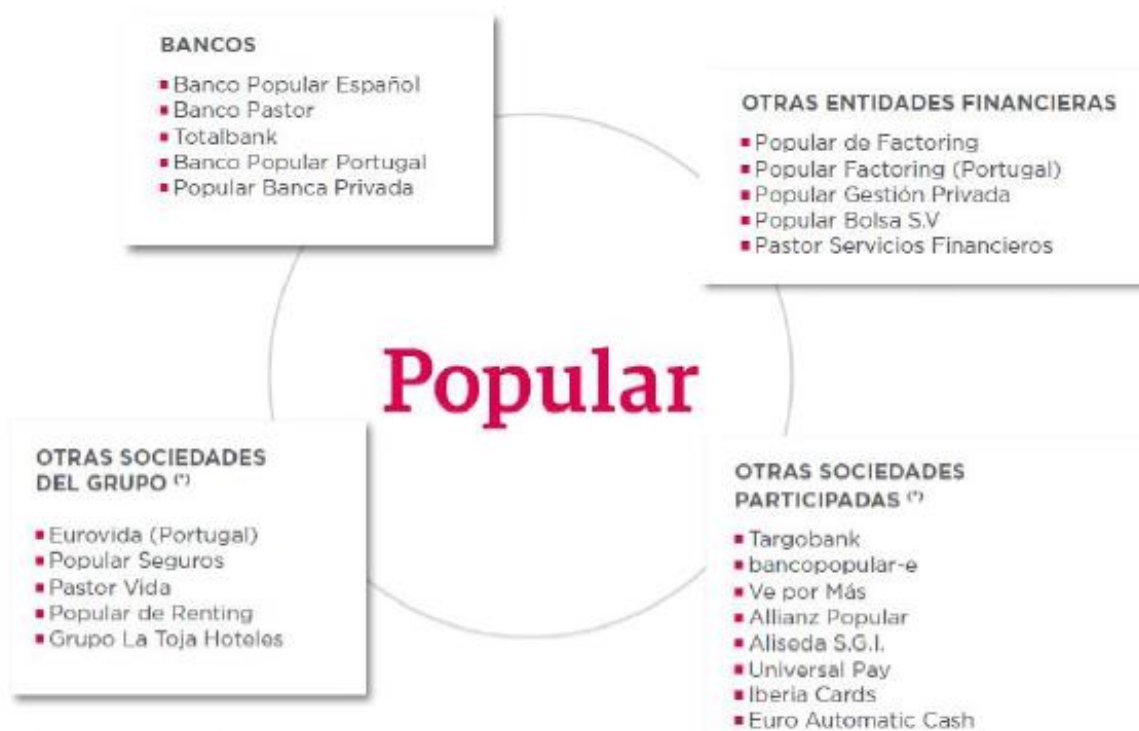 BANCOS
Banco Popular Español
Banco Pastor
Totalbank
Banco Popular Portugal
Popular Banca Privada
OTRAS ENTIDADES FINANCIERAS
Popular de Factoring
Popular Factoring (Portugal)
Popular Gestión Privada
Popular Bolsa S.V
Pastor Servicios Financieros
Popular
OTRAS SOCIEDADES
DEL GRUPO (*)
Eurovida (Portugal)
Popular Seguros
Pastor Vida
Popular de Renting
Grupo La Toja Hoteles
OTRAS SOCIEDADES
PARTICIPADAS (*)
Targobank
bancopopular-e
Ve por Más
Allianz Popular
Aliseda S.G.I.
Universal Pay
Iberia Cards
Euro Automatic Cash